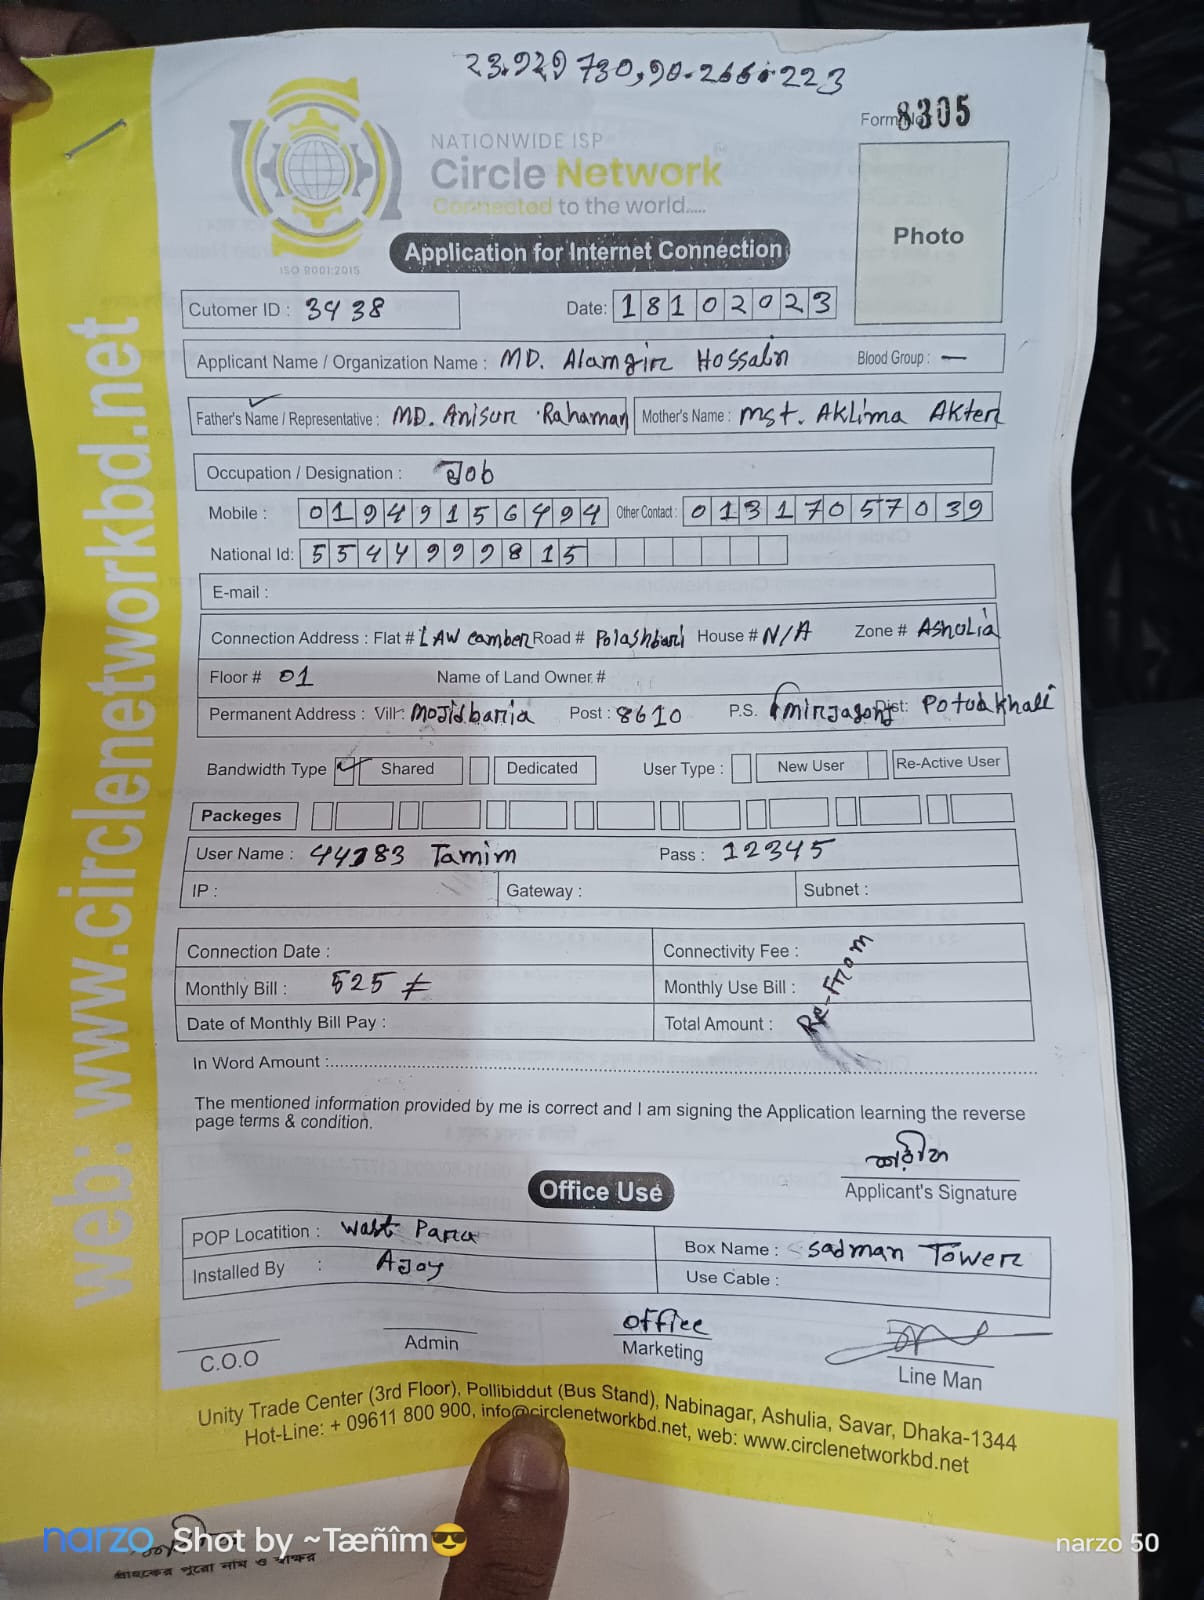 23.929730,90.266.223
Form No 8305
NATIONWIDE ISP
Circle Network
Connected to the world.....
ISO 9001:2015
Application for Internet Connection
Photo
Cutomer ID : 3438
Date: 18102023
Applicant Name / Organization Name : MD. Alamgir Hossain Blood Group : —
Father's Name / Representative : MD. Anisur Rahaman Mother's Name : Mst. Aklima Akter
Occupation / Designation : Job
Mobile : 01949156494 Other Contact : 01317057039
National Id: 5544999815
E-mail :
Connection Address : Flat # LAW camber Road # Polashbari House # N/A Zone # Ashulia
Floor # 01 Name of Land Owner #
Permanent Address : Vill: Mojidbaria Post : 8610 P.S. mirjagonj Dist: Potuakhali
Bandwidth Type Shared Dedicated User Type : New User Re-Active User
Packeges
User Name : 44283 Tamim Pass : 12345
IP : Gateway : Subnet :
Connection Date : Connectivity Fee :
Monthly Bill : 525 Monthly Use Bill :
Date of Monthly Bill Pay : Total Amount :
Re-From
In Word Amount :
The mentioned information provided by me is correct and I am signing the Application learning the reverse
page terms & condition.
Applicant's Signature
Office Use
POP Locatition : Wast Para Box Name : Sadman Tower
Installed By : Ajoy Use Cable :
C.O.O Admin office Marketing Line Man
Unity Trade Center (3rd Floor), Pollibiddut (Bus Stand), Nabinagar, Ashulia, Savar, Dhaka-1344
Hot-Line: + 09611 800 900, info@circlenetworkbd.net, web: www.circlenetworkbd.net
web: www.circlenetworkbd.net
গ্রাহকের পুরো নাম ও স্বাক্ষর
narzo Shot by ~Tæñîm😎
narzo 50